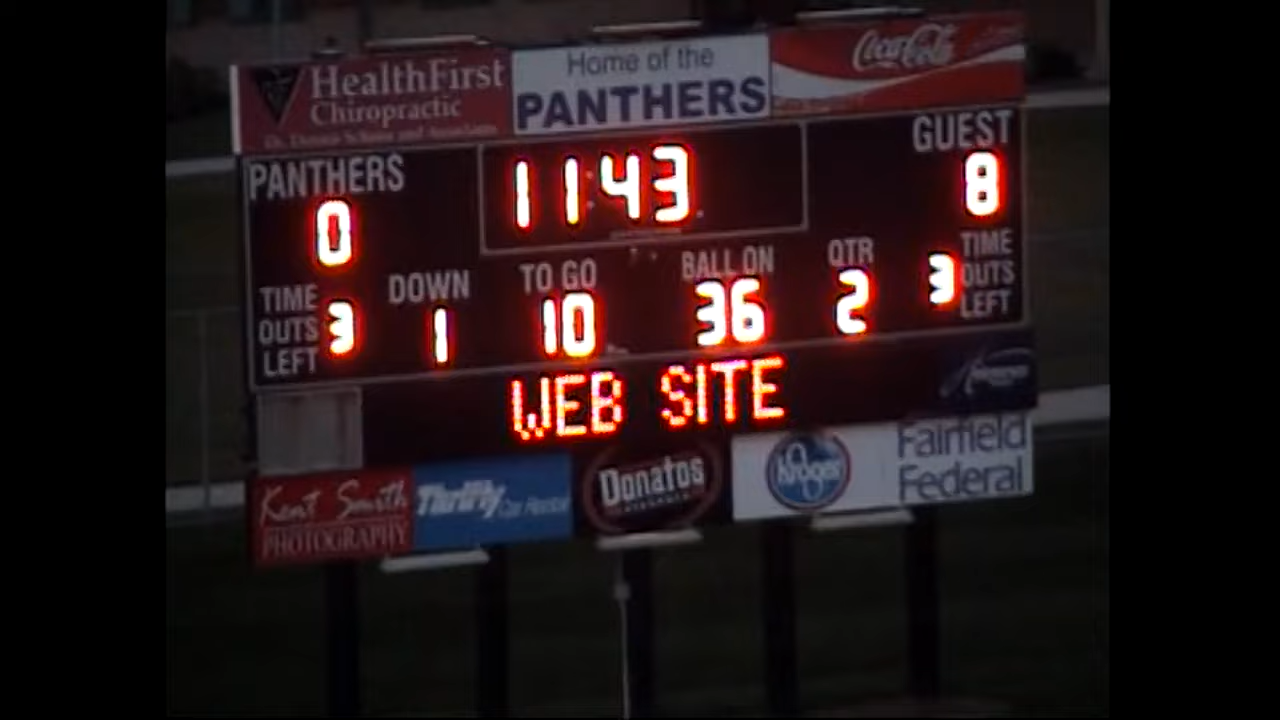 HealthFirst
Chiropractic
Home of the
PANTHERS
Coca-Cola
PANTHERS
0
11:43
GUEST
8
TIME
OUTS
LEFT
3
DOWN
1
TO GO
10
BALL ON
36
QTR
2
3
TIME
OUTS
LEFT
WEB SITE
Kent Smith
PHOTOGRAPHY
Thrifty Car Rental
Donatos
Kroger
Fairfield
Federal